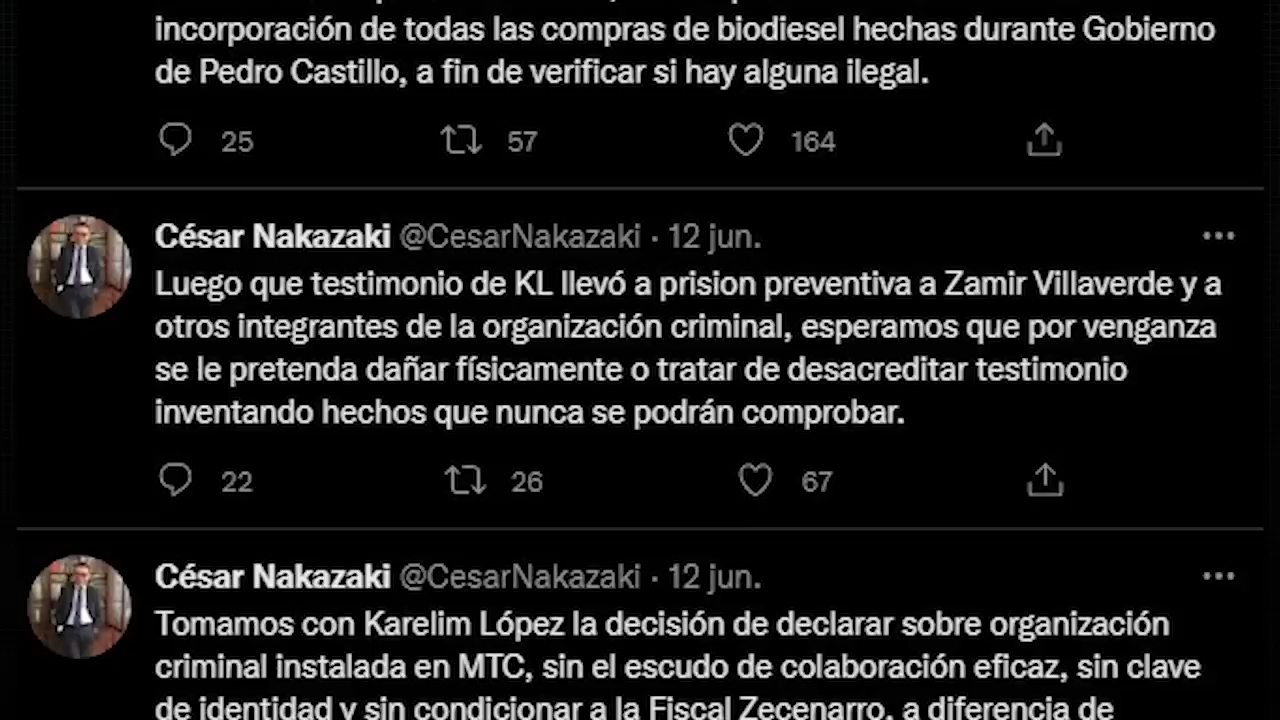 incorporación de todas las compras de biodiesel hechas durante Gobierno
de Pedro Castillo, a fin de verificar si hay alguna ilegal.
25 57 164
César Nakazaki @CesarNakazaki · 12 jun.
Luego que testimonio de KL llevó a prision preventiva a Zamir Villaverde y a
otros integrantes de la organización criminal, esperamos que por venganza
se le pretenda dañar físicamente o tratar de desacreditar testimonio
inventando hechos que nunca se podrán comprobar.
22 26 67
César Nakazaki @CesarNakazaki · 12 jun.
Tomamos con Karelim López la decisión de declarar sobre organización
criminal instalada en MTC, sin el escudo de colaboración eficaz, sin clave
de identidad y sin condicionar a la Fiscal Zecenarro, a diferencia de